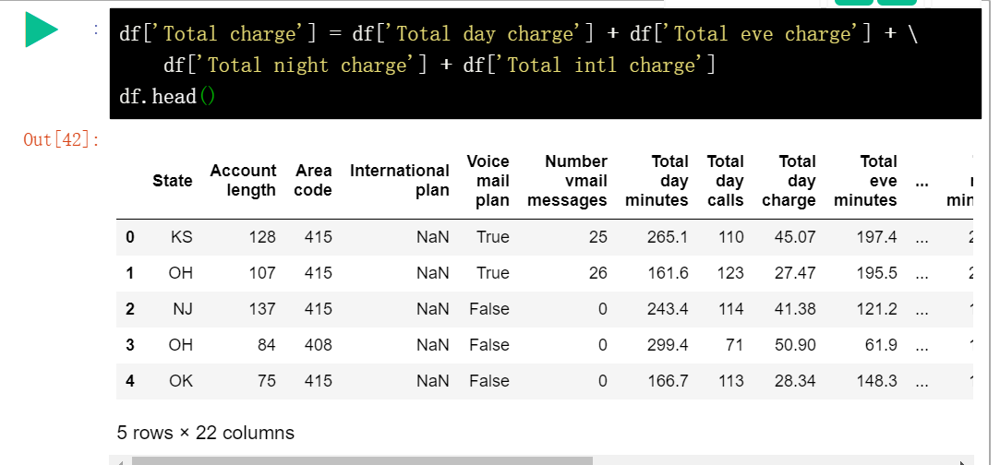 :
df['Total charge'] = df['Total day charge'] + df['Total eve charge'] + \
df['Total night charge'] + df['Total intl charge']
df.head()
Out[42]:
State Account length Area code International plan Voice mail plan Number vmail messages Total day minutes Total day calls Total day charge Total eve minutes ...
0 KS 128 415 NaN True 25 265.1 110 45.07 197.4 ...
1 OH 107 415 NaN True 26 161.6 123 27.47 195.5 ...
2 NJ 137 415 NaN False 0 243.4 114 41.38 121.2 ...
3 OH 84 408 NaN False 0 299.4 71 50.90 61.9 ...
4 OK 75 415 NaN False 0 166.7 113 28.34 148.3 ...
5 rows × 22 columns